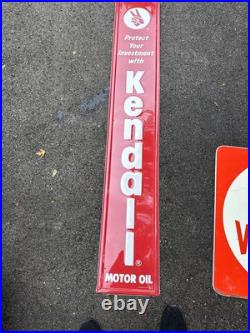 Protect
Your
Investment
with
Kendall®
MOTOR OIL